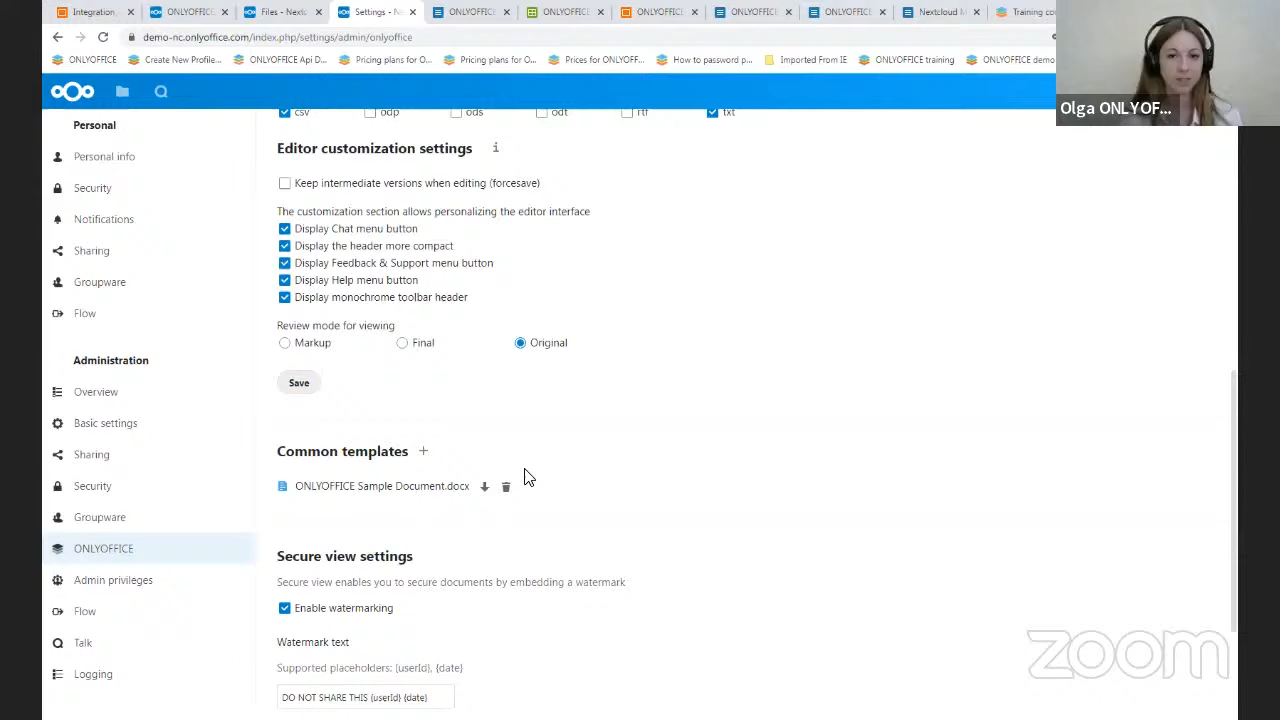 Integration
ONLYOFFICE
Files - Nextc
Settings - Ne
ONLYOFFIC
ONLYOFFIC
ONLYOFFIC
ONLYOFFIC
ONLYOFFIC
Nextcloud M
Training.co
demo-nc.onlyoffice.com/index.php/settings/admin/onlyoffice
ONLYOFFICE
Create New Profile...
ONLYOFFICE Api D...
Pricing plans for O...
Pricing plans for O...
Prices for ONLYOFF...
How to password p...
Imported From IE
ONLYOFFICE training
ONLYOFFICE demo
Olga ONLYOF...
csv odp ods odt rtf txt
Personal
Personal info
Security
Notifications
Sharing
Groupware
Flow
Administration
Overview
Basic settings
Sharing
Security
Groupware
ONLYOFFICE
Admin privileges
Flow
Talk
Logging
Editor customization settings
Keep intermediate versions when editing (forcesave)
The customization section allows personalizing the editor interface
Display Chat menu button
Display the header more compact
Display Feedback & Support menu button
Display Help menu button
Display monochrome toolbar header
Review mode for viewing
Markup Final Original
Save
Common templates +
ONLYOFFICE Sample Document.docx
Secure view settings
Secure view enables you to secure documents by embedding a watermark
Enable watermarking
Watermark text
Supported placeholders: {userId}, {date}
DO NOT SHARE THIS {userId} {date}
zoom